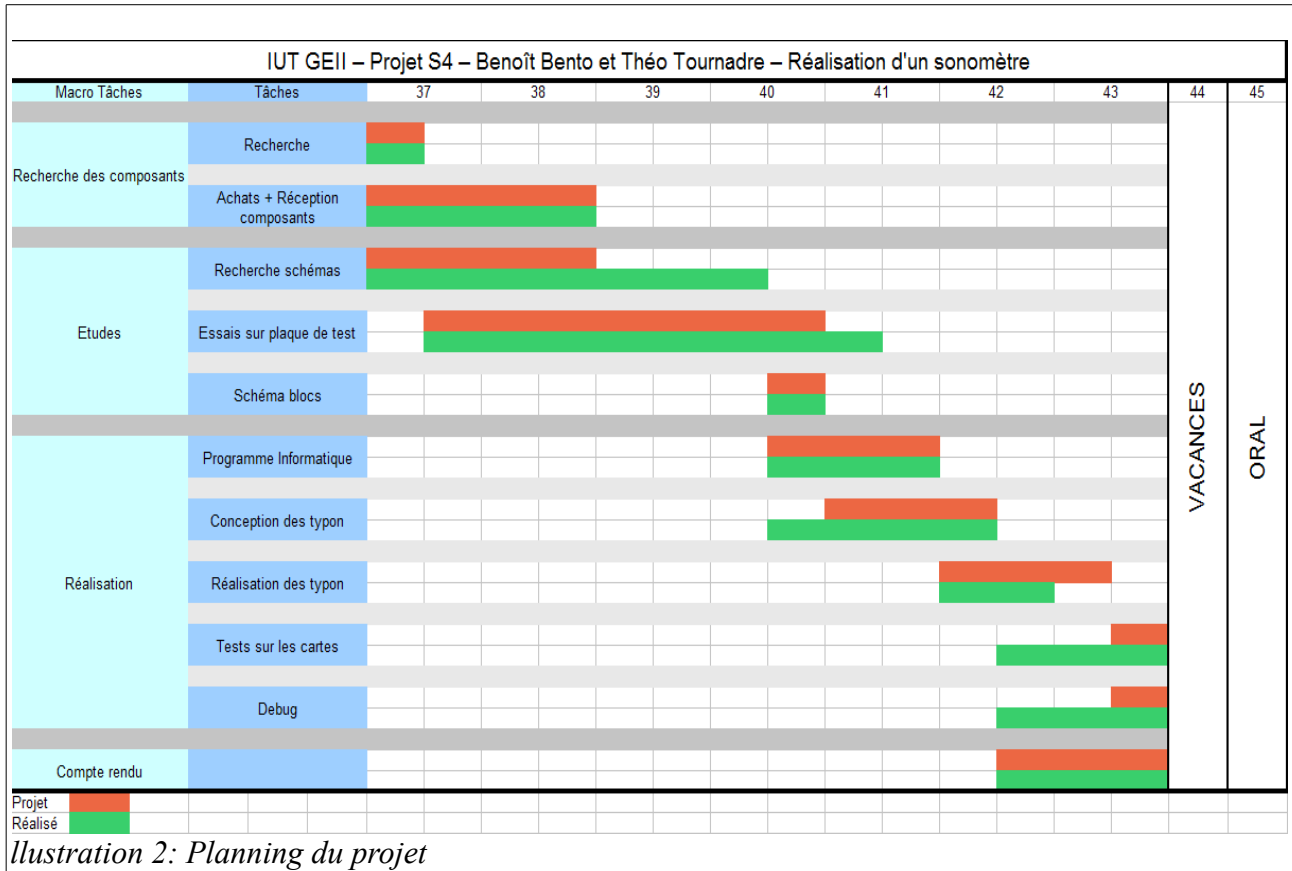 IUT GEII – Projet S4 – Benoît Bento et Théo Tournadre – Réalisation d'un sonomètre
Macro Tâches Tâches 37 38 39 40 41 42 43 44 45
Recherche des composants
Recherche
Achats + Réception
composants
Etudes
Recherche schémas
Essais sur plaque de test
Schéma blocs
Réalisation
Programme Informatique
Conception des typon
Réalisation des typon
Tests sur les cartes
Debug
Compte rendu
VACANCES
ORAL
Projet
Réalisé
llustration 2: Planning du projet